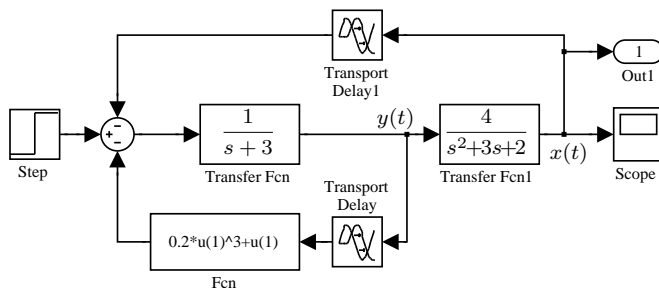 Transport
Delay1
1
Out1
Step
+
−
−
1
s + 3
Transfer Fcn
y(t)
4
s²+3s+2
Transfer Fcn1
x(t)
Scope
0.2*u(1)^3+u(1)
Fcn
Transport
Delay